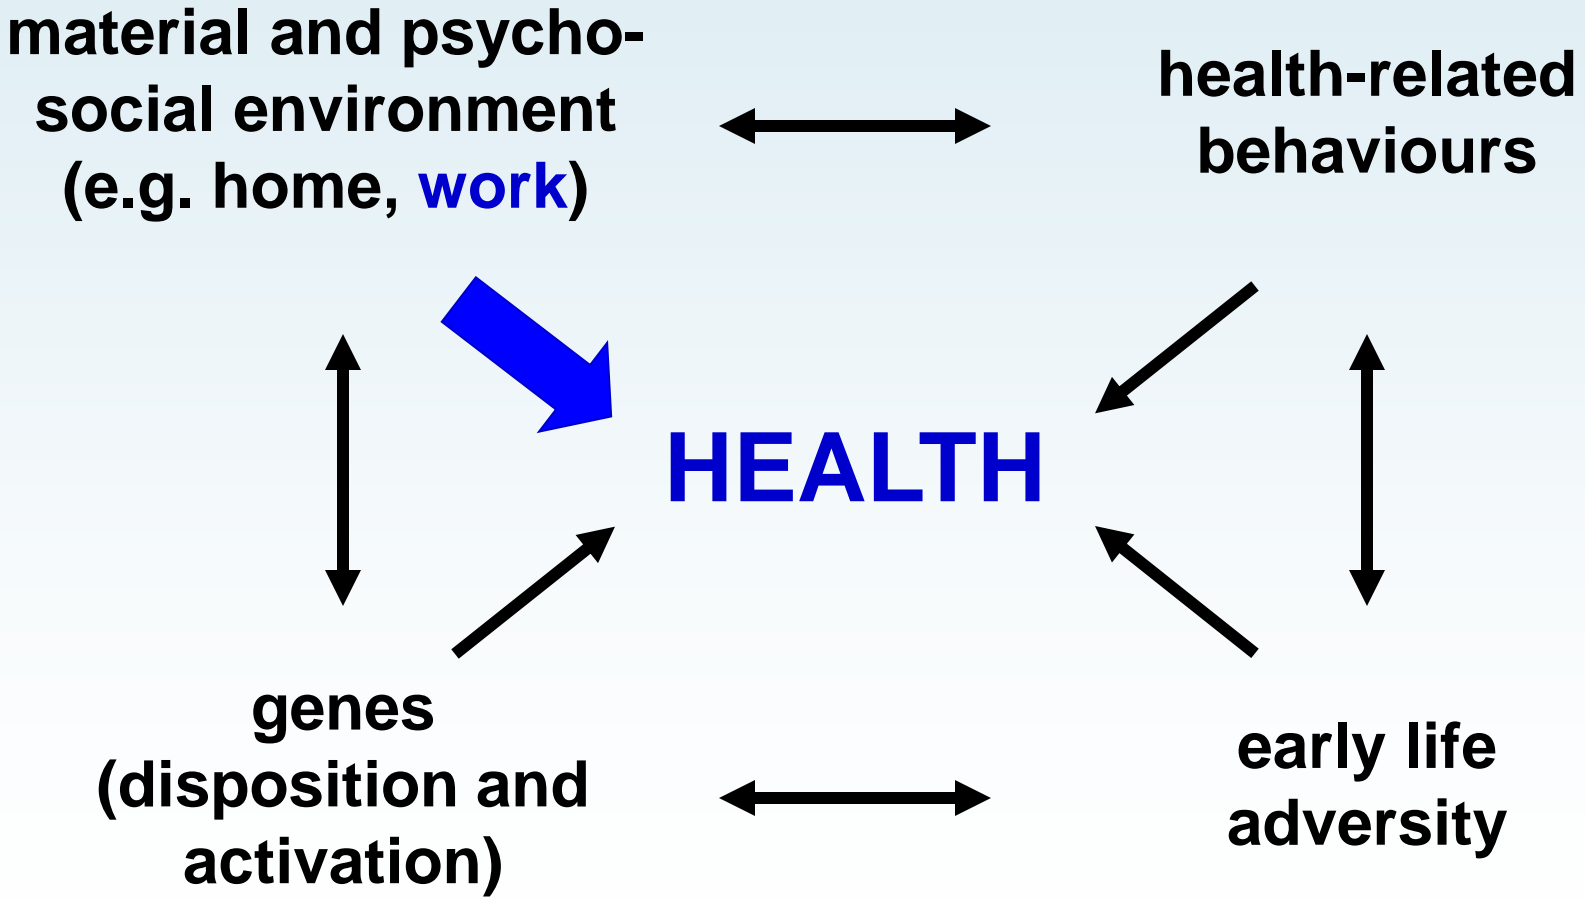 material and psycho-
social environment
(e.g. home, work)
health-related
behaviours
HEALTH
genes
(disposition and
activation)
early life
adversity